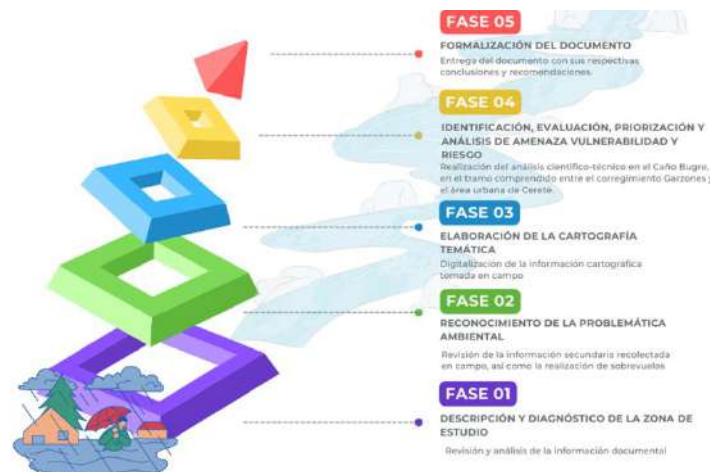 FASE 05
FORMALIZACIÓN DEL DOCUMENTO
Entrega del documento con sus respectivas
conclusiones y recomendaciones.
FASE 04
IDENTIFICACIÓN, EVALUACIÓN, PRIORIZACIÓN Y
ANÁLISIS DE AMENAZA VULNERABILIDAD Y
RIESGO
Realización del análisis científico-técnico en el Caño Bugre,
en el tramo comprendido entre el corregimiento Garzones y
el área urbana de Cereté.
FASE 03
ELABORACIÓN DE LA CARTOGRAFÍA
TEMÁTICA
Digitalización de la información cartográfica
tomada en campo
FASE 02
RECONOCIMIENTO DE LA PROBLEMÁTICA
AMBIENTAL
Revisión de la información secundaria recolectada
en campo, así como la realización de sobrevuelos
FASE 01
DESCRIPCIÓN Y DIAGNÓSTICO DE LA ZONA DE
ESTUDIO
Revisión y análisis de la información documental